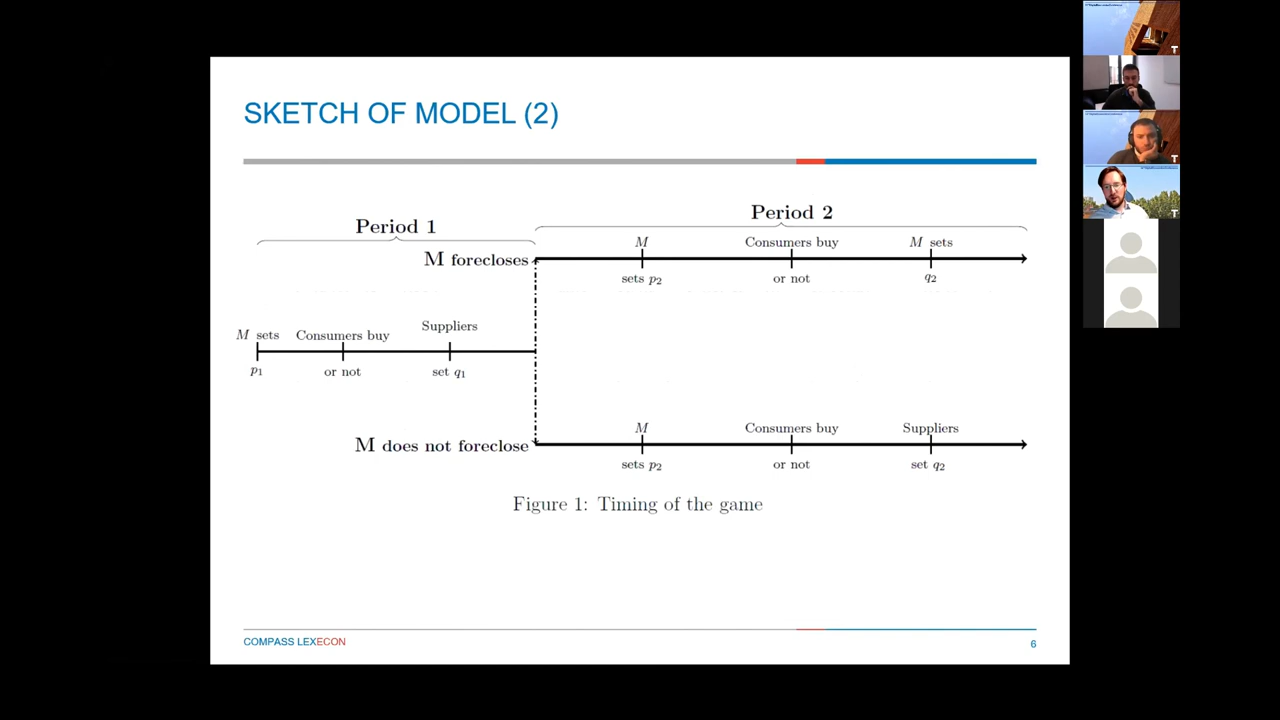 SKETCH OF MODEL (2)
Period 1
Period 2
M forecloses
M
sets p₂
Consumers buy
or not
M sets
q₂
M sets
p₁
Consumers buy
or not
Suppliers
set q₁
M does not foreclose
M
sets p₂
Consumers buy
or not
Suppliers
set q₂
Figure 1: Timing of the game
COMPASS LEXECON
6